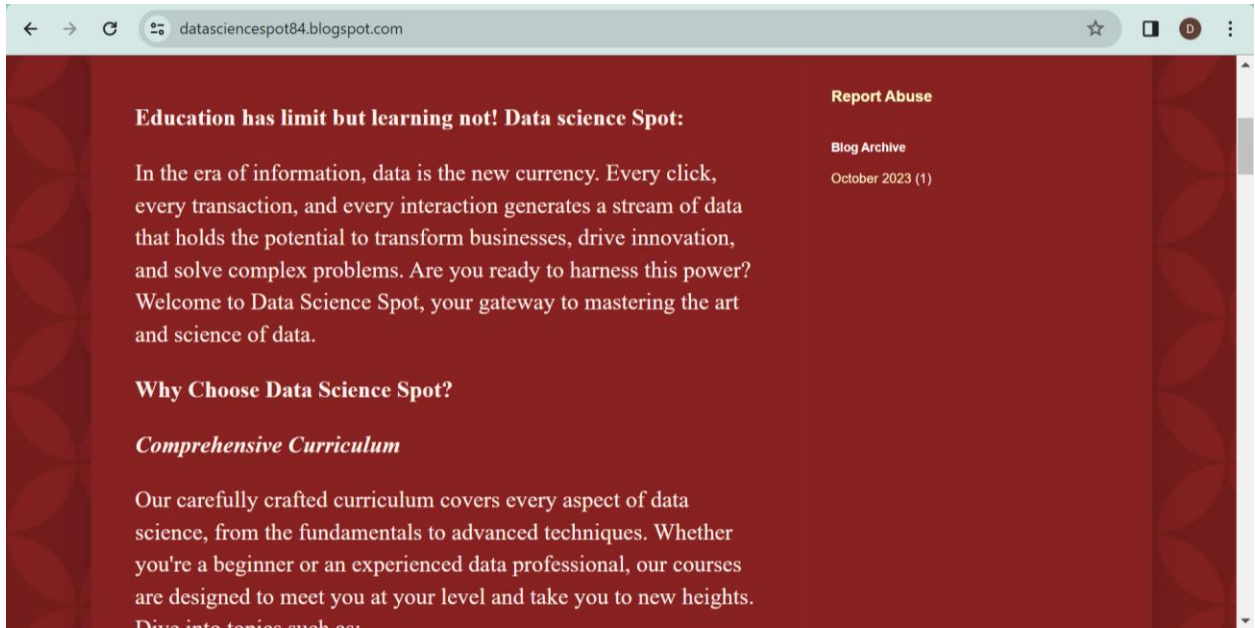 datasciencespot84.blogspot.com
D
Education has limit but learning not! Data science Spot:
In the era of information, data is the new currency. Every click,
every transaction, and every interaction generates a stream of data
that holds the potential to transform businesses, drive innovation,
and solve complex problems. Are you ready to harness this power?
Welcome to Data Science Spot, your gateway to mastering the art
and science of data.
Why Choose Data Science Spot?
Comprehensive Curriculum
Our carefully crafted curriculum covers every aspect of data
science, from the fundamentals to advanced techniques. Whether
you're a beginner or an experienced data professional, our courses
are designed to meet you at your level and take you to new heights.
Dive into topics such as:
Report Abuse
Blog Archive
October 2023 (1)